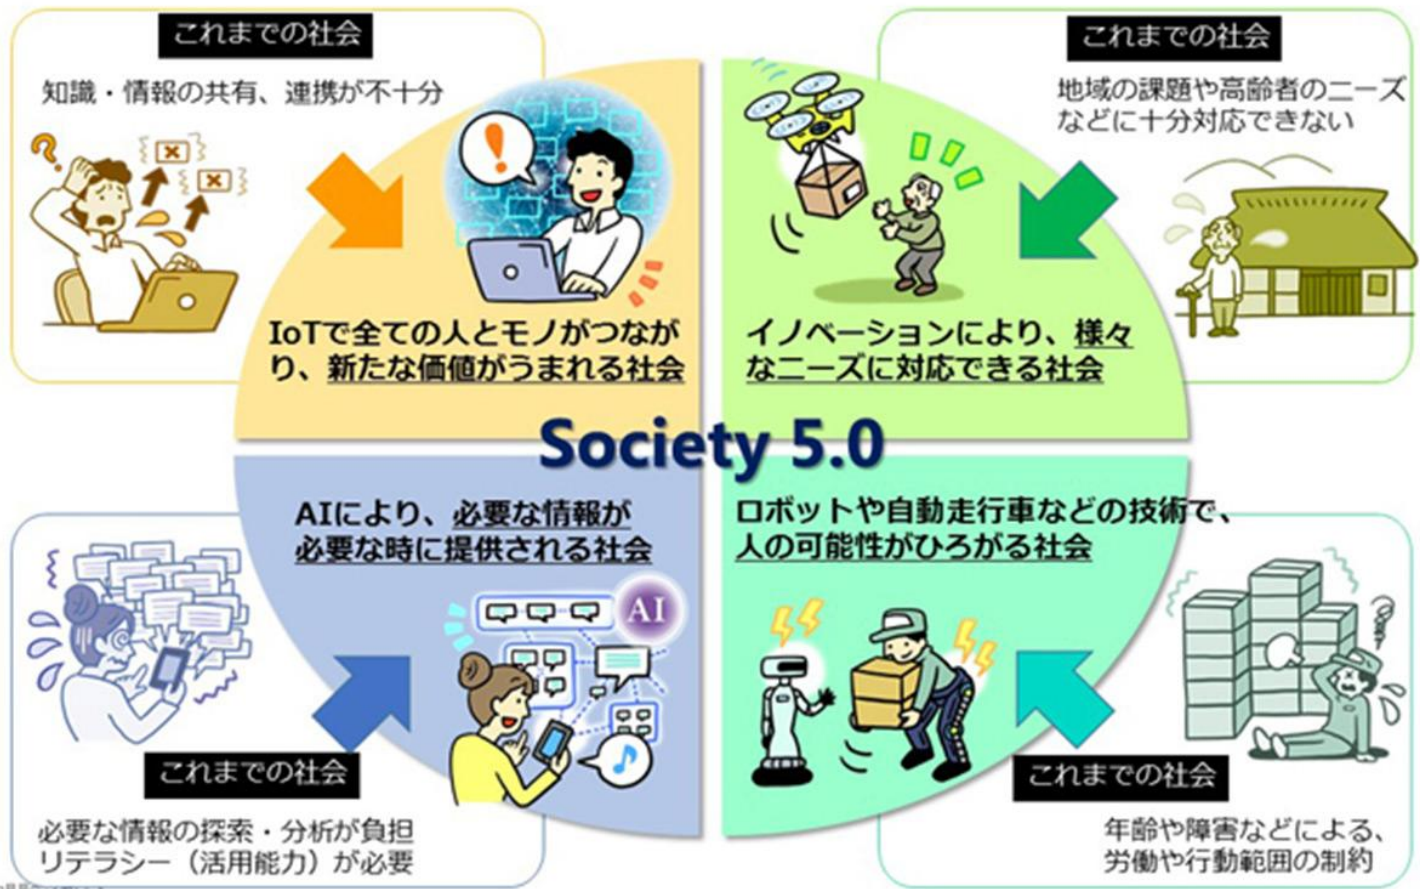 これまでの社会
知識・情報の共有、連携が不十分
IoTで全ての人とモノがつなが
り、新たな価値がうまれる社会
これまでの社会
地域の課題や高齢者のニーズ
などに十分対応できない
イノベーションにより、様々
なニーズに対応できる社会
Society 5.0
AIにより、必要な情報が
必要な時に提供される社会
AI
これまでの社会
必要な情報の探索・分析が負担
リテラシー（活用能力）が必要
ロボットや自動走行車などの技術で、
人の可能性がひろがる社会
これまでの社会
年齢や障害などによる、
労働や行動範囲の制約